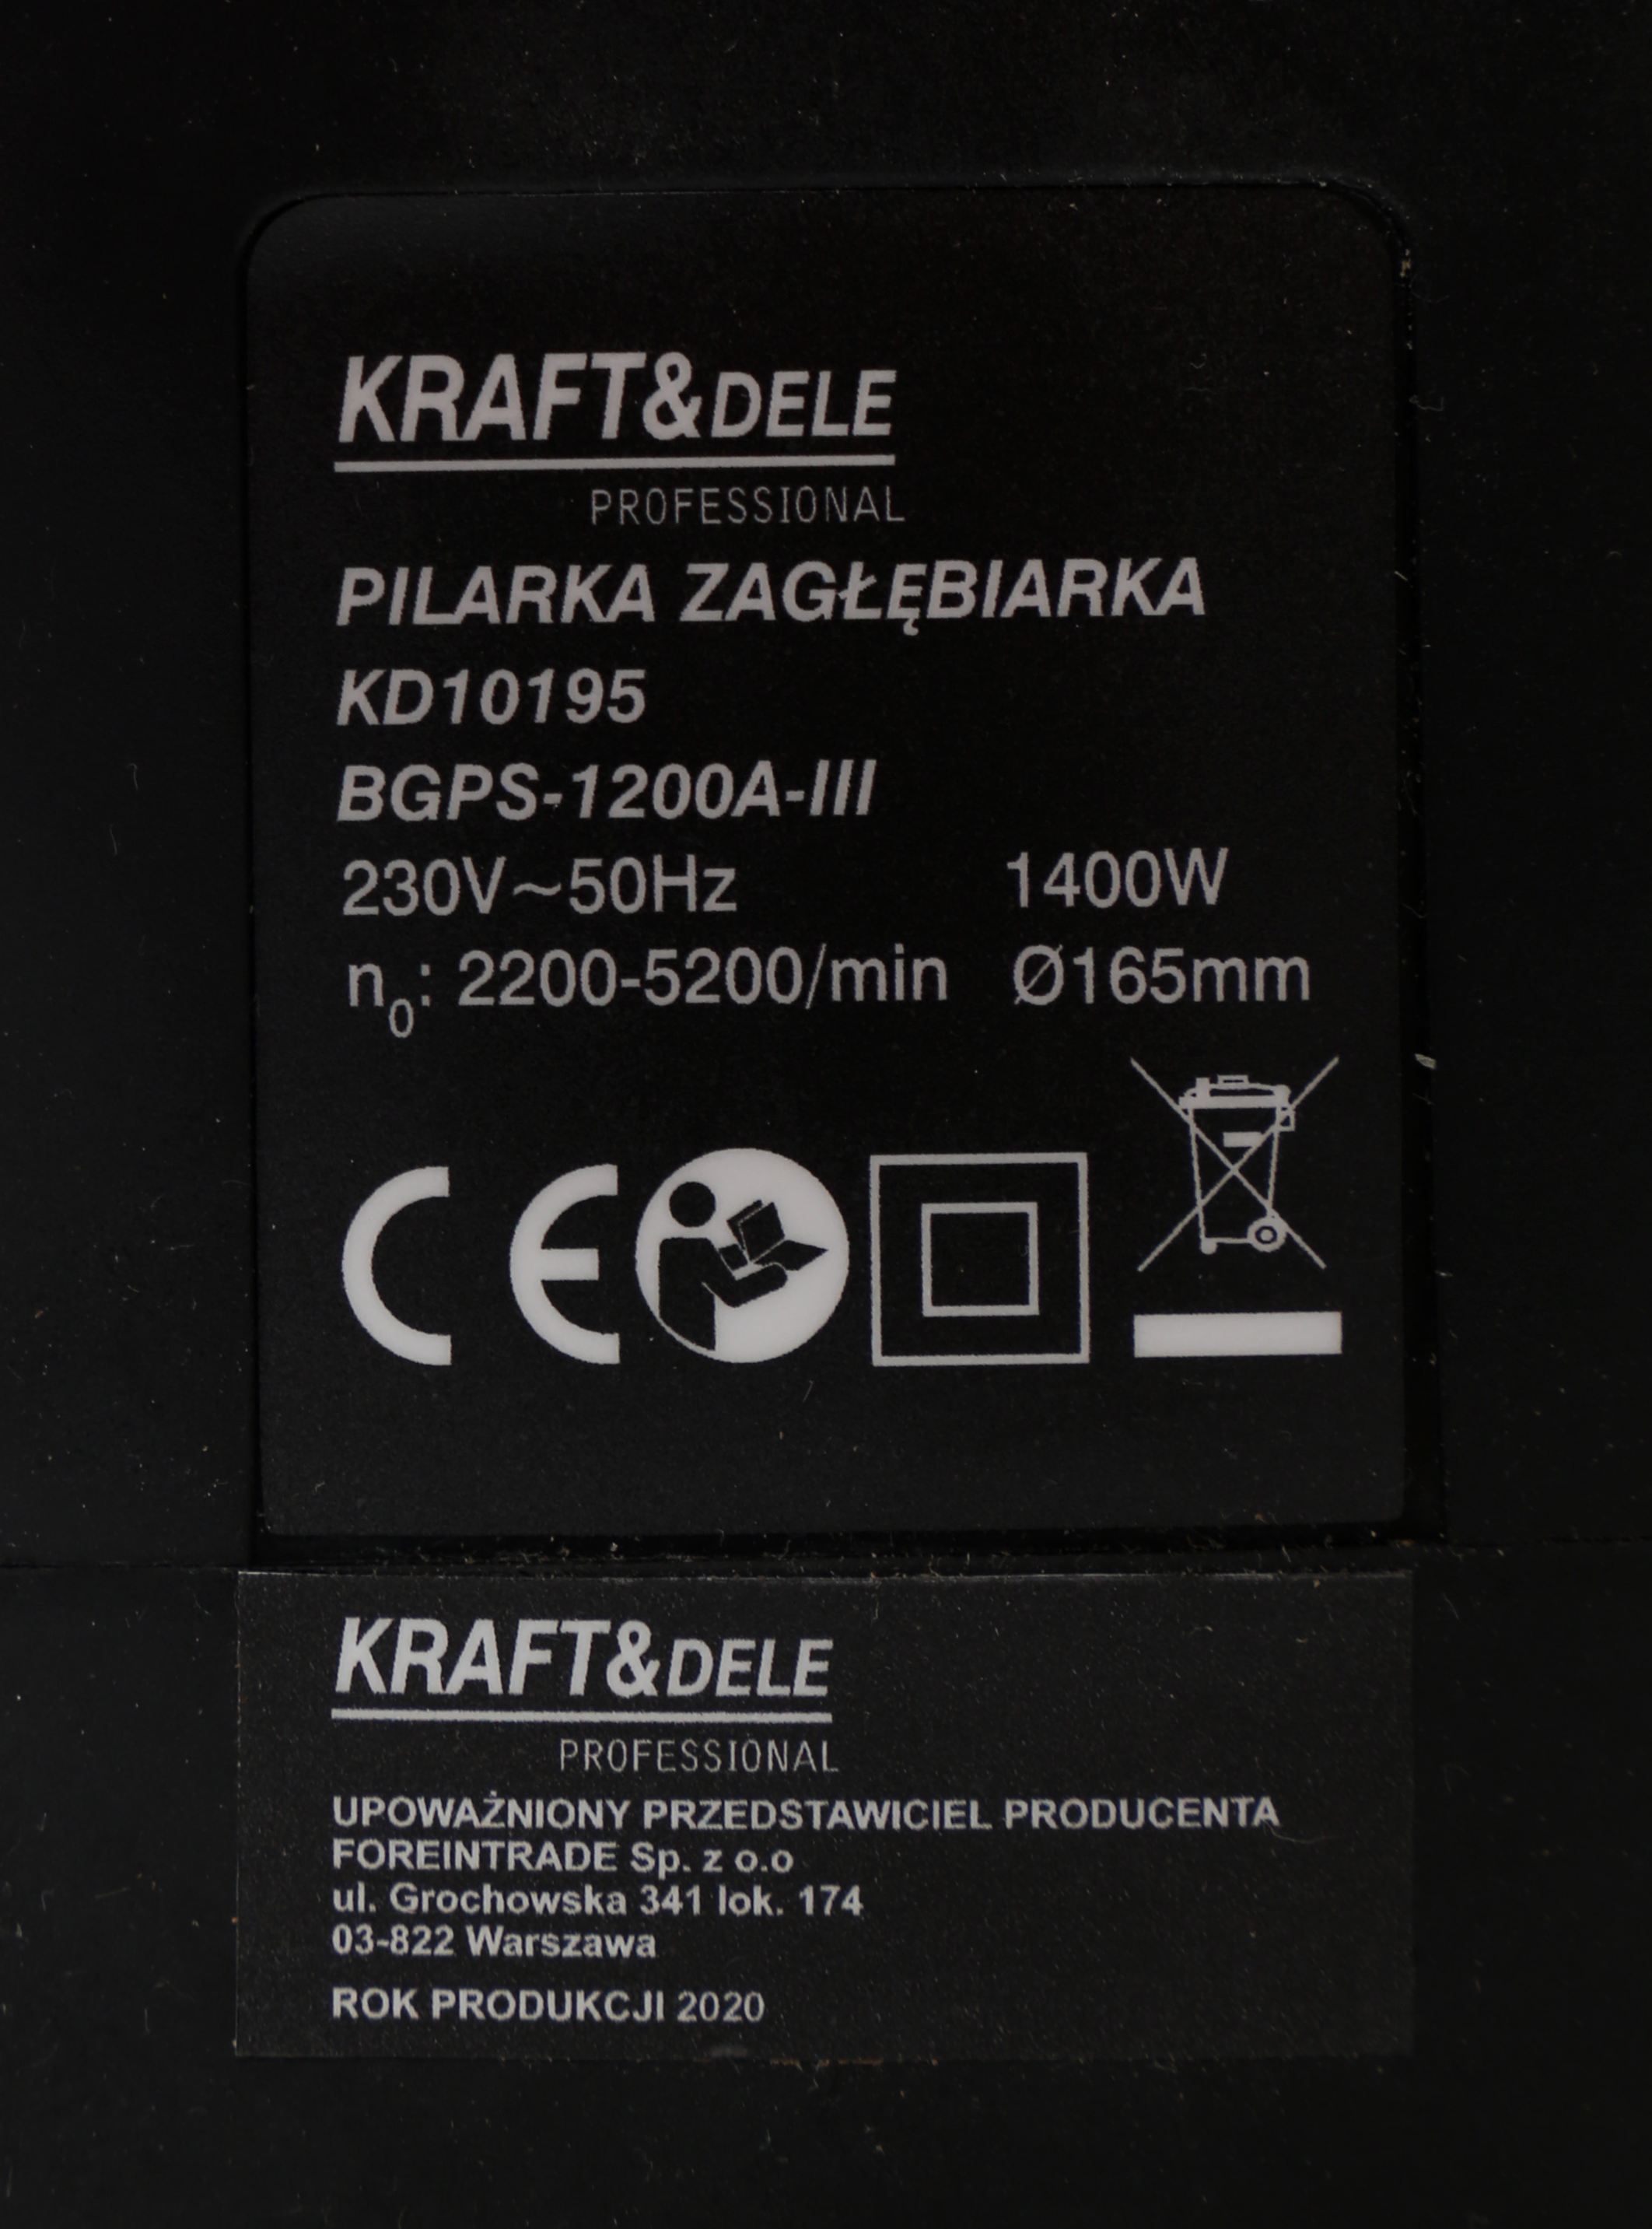 KRAFT&DELE
PROFESSIONAL
PILARKA ZAGŁĘBIARKA
KD10195
BGPS-1200A-III
230V~50Hz 1400W
n₀: 2200-5200/min Ø165mm
CE
KRAFT&DELE
PROFESSIONAL
UPOWAŻNIONY PRZEDSTAWICIEL PRODUCENTA
FOREINTRADE Sp. z o.o
ul. Grochowska 341 lok. 174
03-822 Warszawa
ROK PRODUKCJI 2020